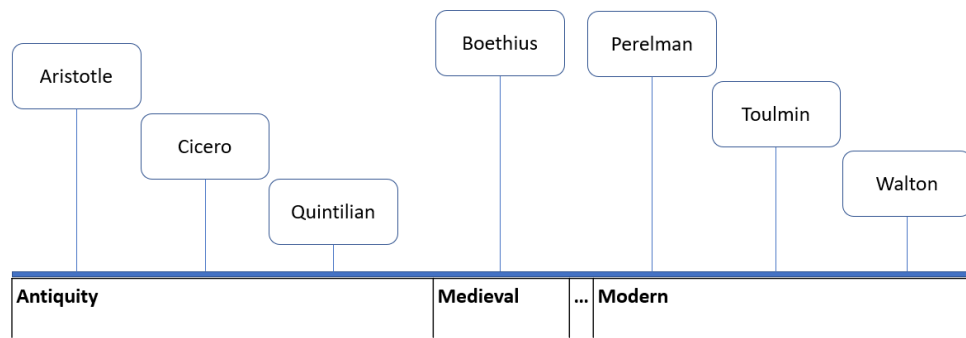 Boethius
Perelman
Aristotle
Toulmin
Cicero
Walton
Quintilian
Antiquity
Medieval
...
Modern